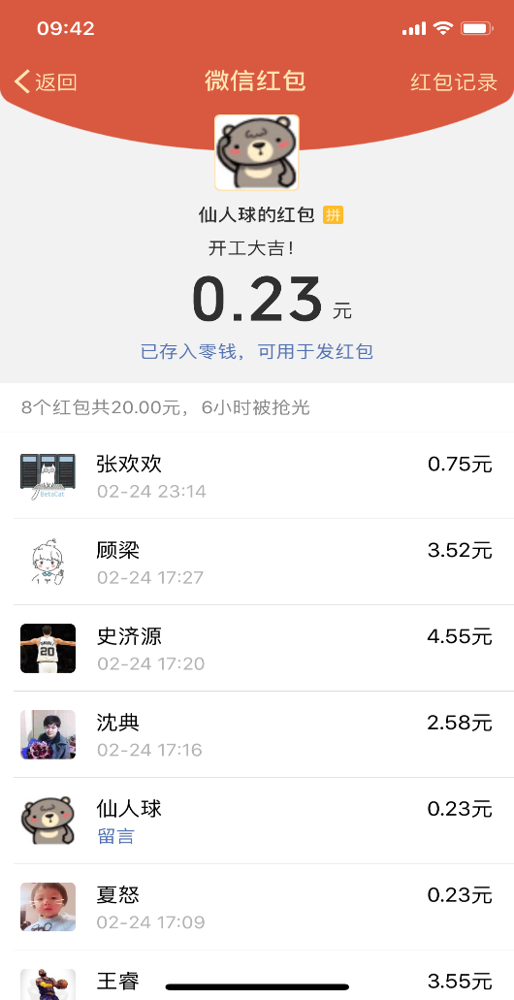 09:42
返回
微信红包
红包记录
仙人球的红包 拼
开工大吉！
0.23 元
已存入零钱，可用于发红包
8个红包共20.00元，6小时被抢光
张欢欢
0.75元
02-24 23:14
BetaCat
顾梁
3.52元
02-24 17:27
史济源
4.55元
02-24 17:20
20
沈典
2.58元
02-24 17:16
仙人球
0.23元
留言
夏怒
0.23元
02-24 17:09
王睿
3.55元